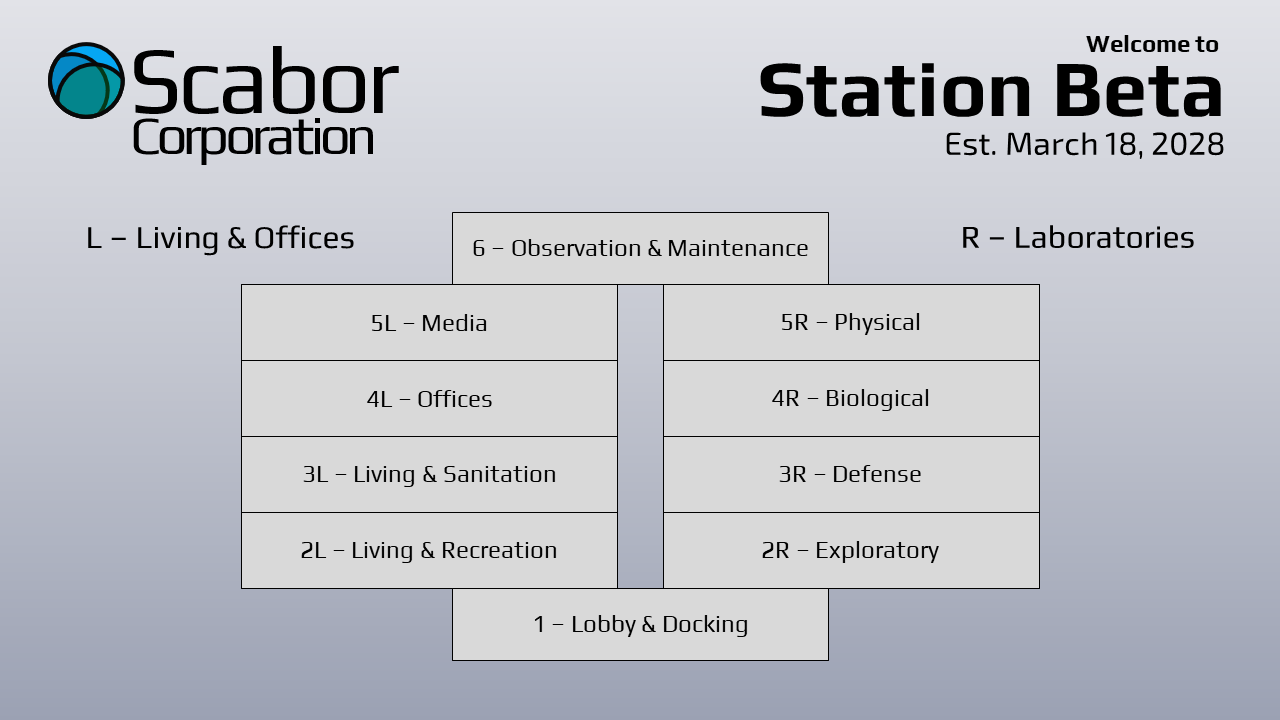 Scabor
Corporation
Welcome to
Station Beta
Est. March 18, 2028
L – Living & Offices
R – Laboratories
6 – Observation & Maintenance
5L – Media
5R – Physical
4L – Offices
4R – Biological
3L – Living & Sanitation
3R – Defense
2L – Living & Recreation
2R – Exploratory
1 – Lobby & Docking